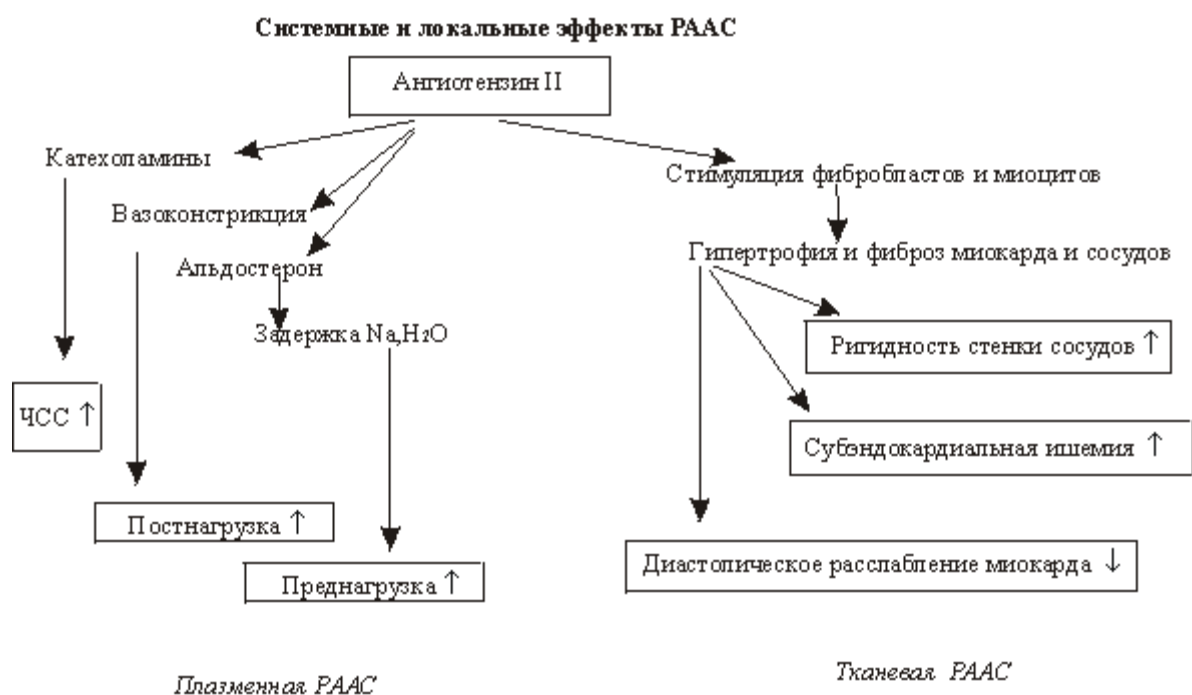 Системные и локальные эффекты РААС
Ангиотензин II
Катехоламины
Стимуляция фибробластов и миоцитов
Вазоконстрикция
Гипертрофия и фиброз миокарда и сосудов
Альдостерон
Задержка Na,H₂O
Ригидность стенки сосудов ↑
ЧСС ↑
Субэндокардиальная ишемия ↑
Постнагрузка ↑
Диастолическое расслабление миокарда ↓
Преднагрузка ↑
Плазменная РААС
Тканевая РААС